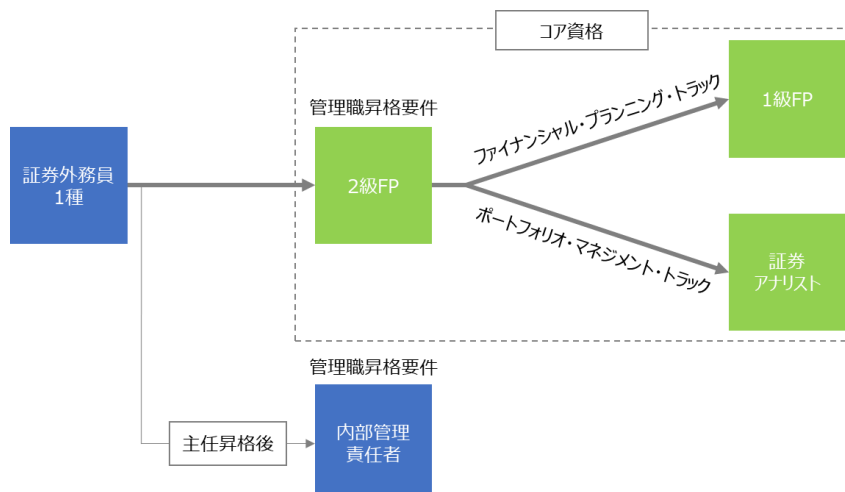 コア資格
管理職昇格要件
証券外務員
1種
2級FP
ファイナンシャル・プランニング・トラック
1級FP
ポートフォリオ・マネジメント・トラック
証券
アナリスト
管理職昇格要件
主任昇格後
内部管理
責任者